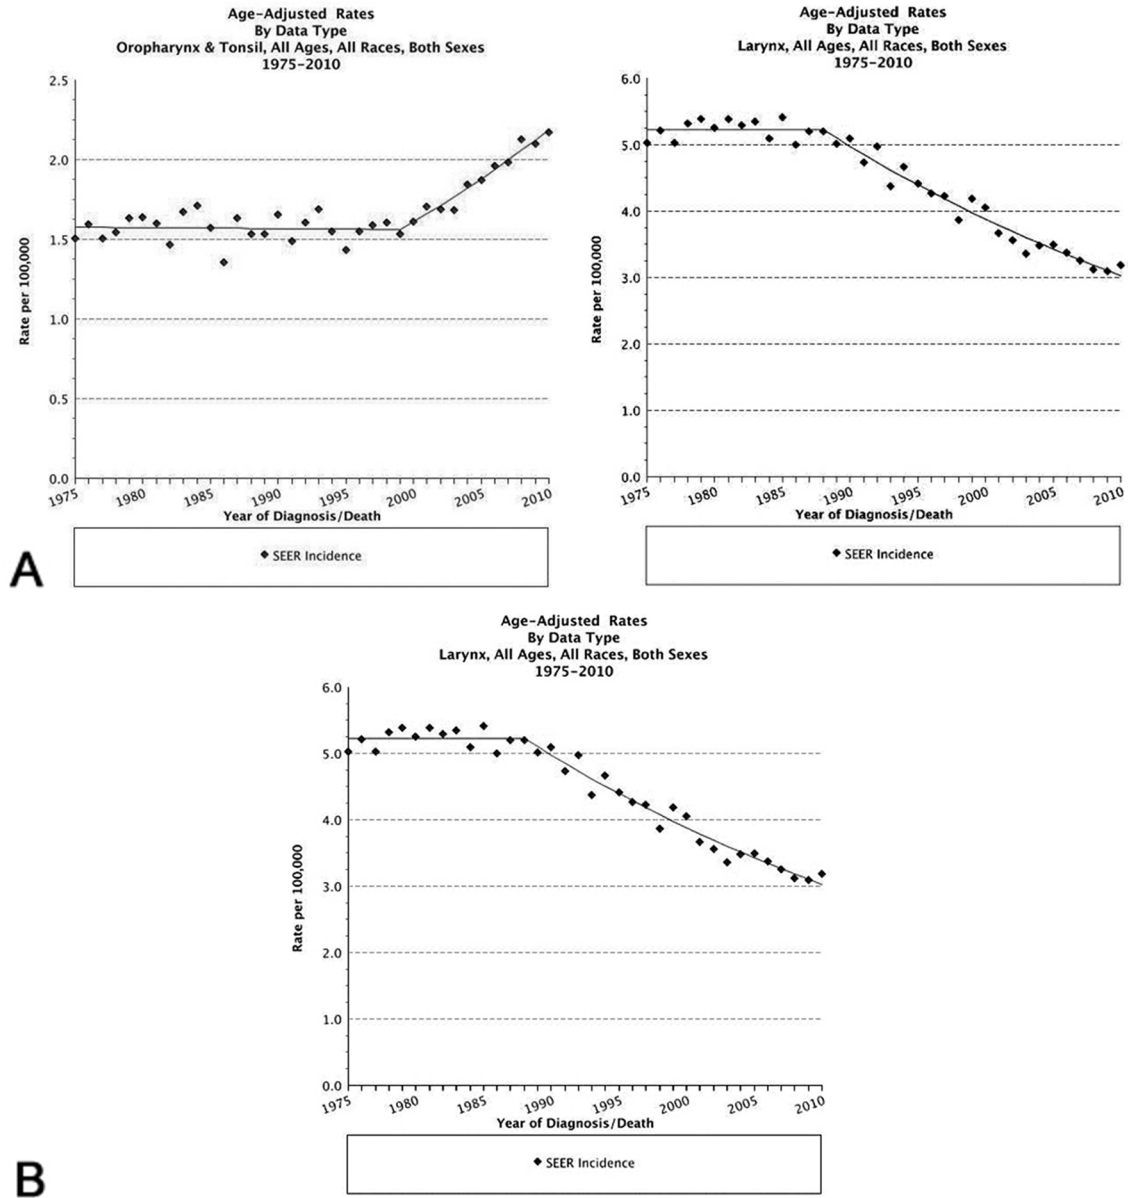 Age-Adjusted Rates
By Data Type
Oropharynx & Tonsil, All Ages, All Races, Both Sexes
1975-2010
2.5
2.0
1.5
1.0
0.5
0.0
Rate per 100,000
1975 1980 1985 1990 1995 2000 2005 2010
Year of Diagnosis/Death
SEER Incidence
Age-Adjusted Rates
By Data Type
Larynx, All Ages, All Races, Both Sexes
1975-2010
6.0
5.0
4.0
3.0
2.0
1.0
0.0
Rate per 100,000
1975 1980 1985 1990 1995 2000 2005 2010
Year of Diagnosis/Death
SEER Incidence
A
Age-Adjusted Rates
By Data Type
Larynx, All Ages, All Races, Both Sexes
1975-2010
6.0
5.0
4.0
3.0
2.0
1.0
0.0
Rate per 100,000
1975 1980 1985 1990 1995 2000 2005 2010
Year of Diagnosis/Death
SEER Incidence
B